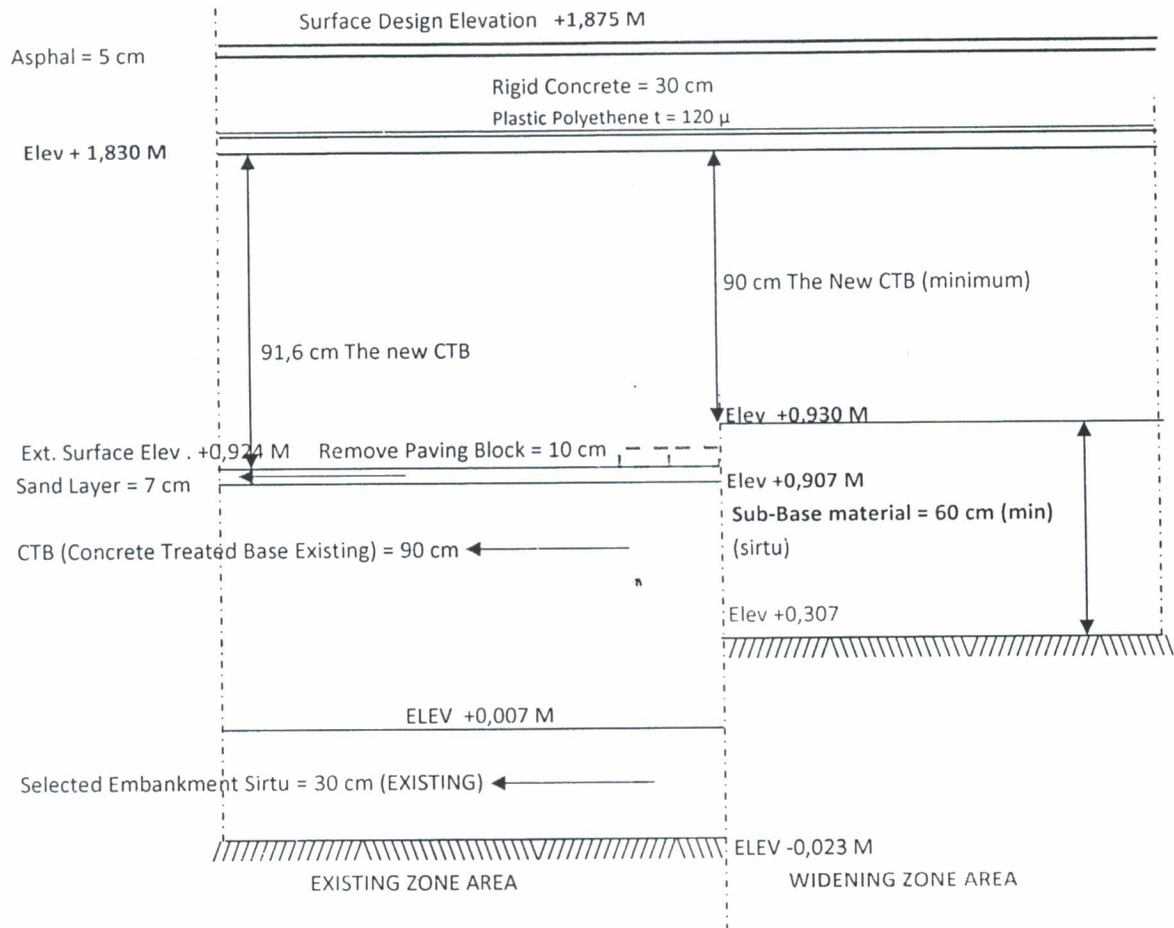 Surface Design Elevation +1,875 M
Asphal = 5 cm
Rigid Concrete = 30 cm
Plastic Polyethene t = 120 µ
Elev + 1,830 M
90 cm The New CTB (minimum)
91,6 cm The new CTB
Elev +0,930 M
Ext. Surface Elev . +0,924 M Remove Paving Block = 10 cm
Sand Layer = 7 cm
Elev +0,907 M
Sub-Base material = 60 cm (min)
(sirtu)
CTB (Concrete Treated Base Existing) = 90 cm
Elev +0,307
ELEV +0,007 M
Selected Embankment Sirtu = 30 cm (EXISTING)
ELEV -0,023 M
EXISTING ZONE AREA
WIDENING ZONE AREA